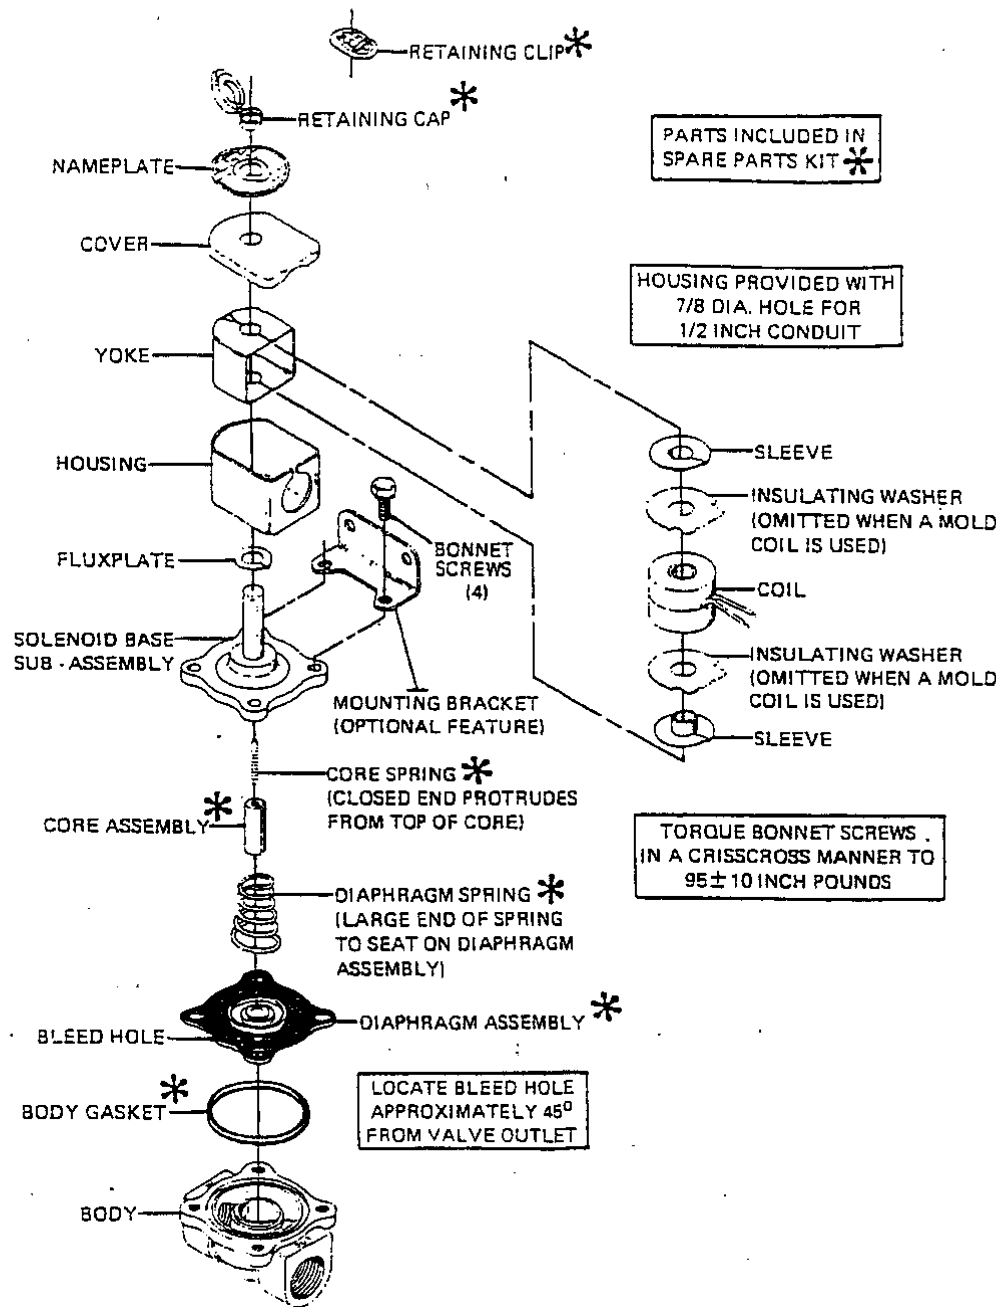 RETAINING CLIP*
RETAINING CAP*
NAMEPLATE
COVER
YOKE
HOUSING
FLUXPLATE
SOLENOID BASE
SUB-ASSEMBLY
BONNET
SCREWS
(4)
MOUNTING BRACKET
(OPTIONAL FEATURE)
CORE SPRING*
(CLOSED END PROTRUDES
FROM TOP OF CORE)
CORE ASSEMBLY*
DIAPHRAGM SPRING*
(LARGE END OF SPRING
TO SEAT ON DIAPHRAGM
ASSEMBLY)
DIAPHRAGM ASSEMBLY*
BLEED HOLE
BODY GASKET*
LOCATE BLEED HOLE
APPROXIMATELY 45°
FROM VALVE OUTLET
BODY
PARTS INCLUDED IN
SPARE PARTS KIT*
HOUSING PROVIDED WITH
7/8 DIA. HOLE FOR
1/2 INCH CONDUIT
SLEEVE
INSULATING WASHER
(OMITTED WHEN A MOLD
COIL IS USED)
COIL
INSULATING WASHER
(OMITTED WHEN A MOLD
COIL IS USED)
SLEEVE
TORQUE BONNET SCREWS
IN A CRISSCROSS MANNER TO
95±10 INCH POUNDS